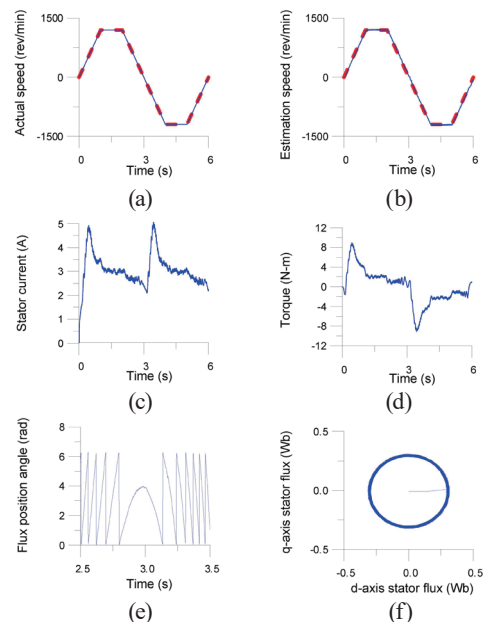 1500
0
-1500
Actual speed (rev/min)
0
3
6
Time (s)
(a)
1500
0
-1500
Estimation speed (rev/min)
0
3
6
Time (s)
(b)
5
4
3
2
1
0
Stator current (A)
0
3
6
Time (s)
(c)
12
8
4
0
-4
-8
-12
Torque (N-m)
0
3
6
Time (s)
(d)
8
6
4
2
0
Flux position angle (rad)
2.5
3.0
3.5
Time (s)
(e)
0.5
0.0
-0.5
q-axis stator flux (Wb)
-0.5
0.0
0.5
d-axis stator flux (Wb)
(f)